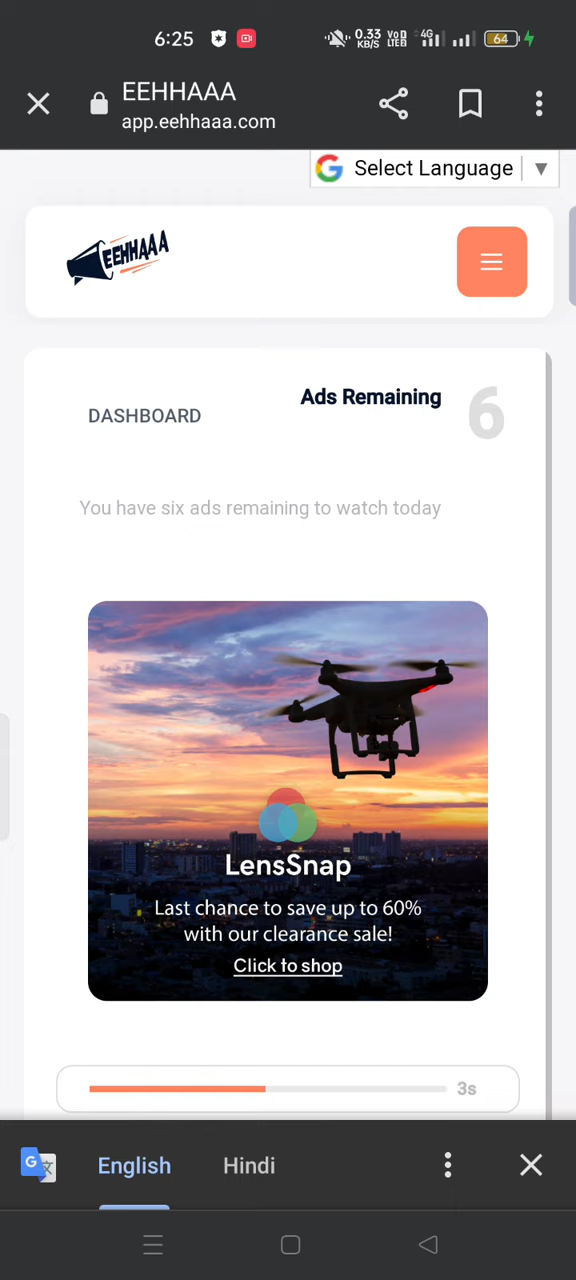 6:25 0.33 KB/S VoD LTE2 4G 64
EEHHAAA
app.eehhaaa.com
Select Language ▼
EEHHAAA
DASHBOARD
Ads Remaining
6
You have six ads remaining to watch today
LensSnap
Last chance to save up to 60%
with our clearance sale!
Click to shop
3s
English Hindi